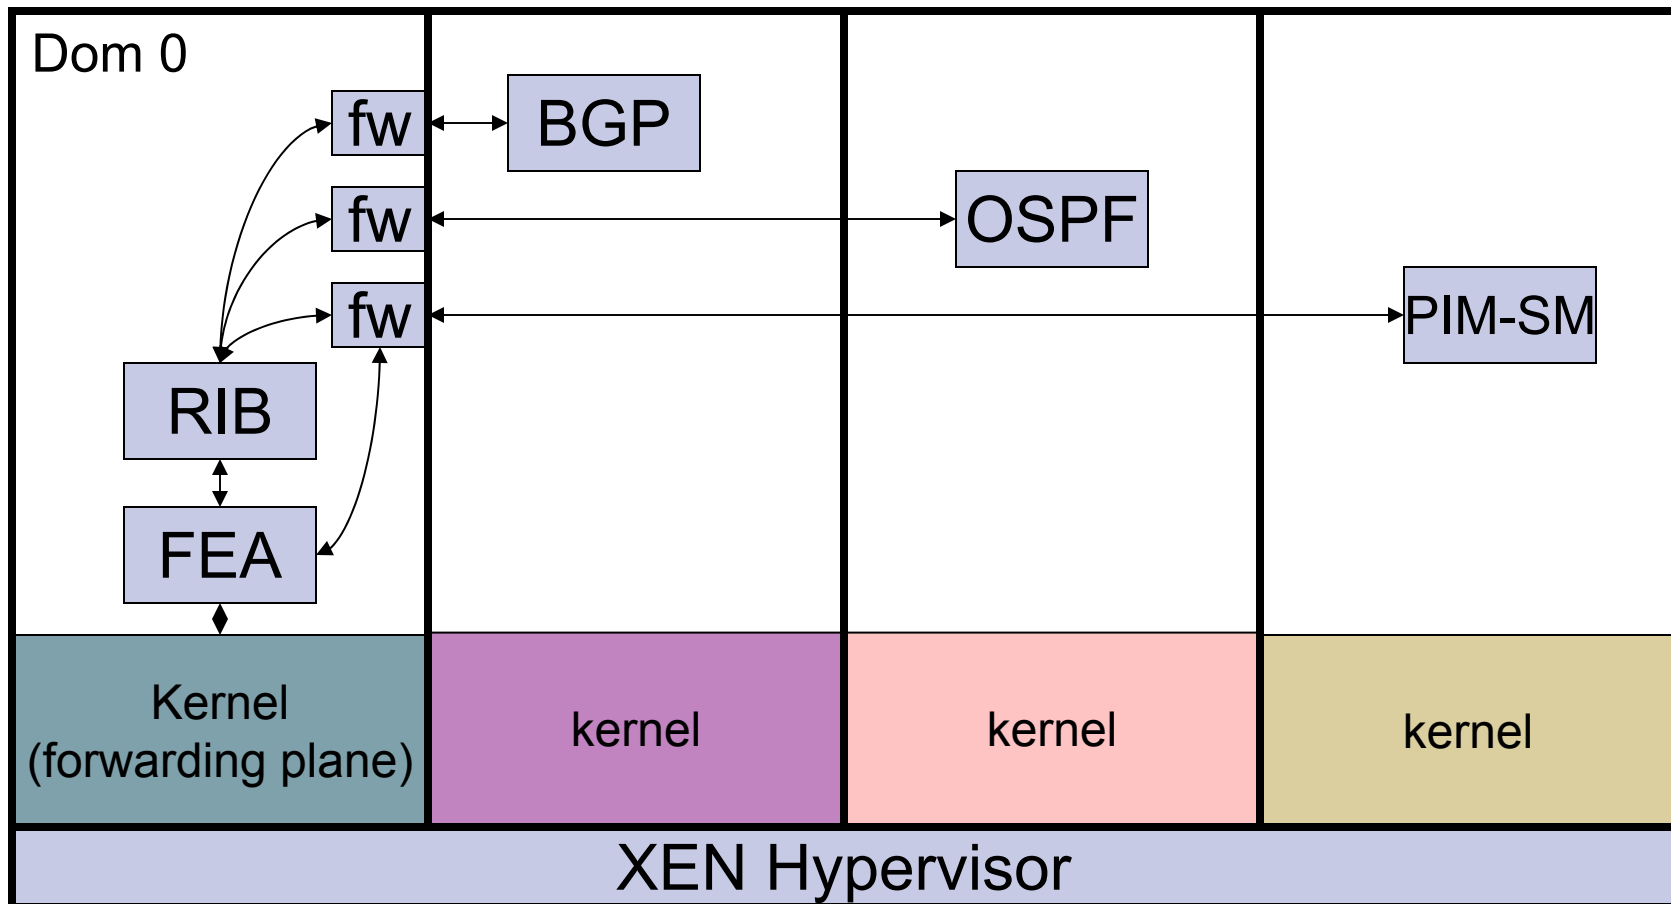 Dom 0
fw
BGP
fw
OSPF
fw
PIM-SM
RIB
FEA
Kernel
(forwarding plane)
kernel
kernel
kernel
XEN Hypervisor